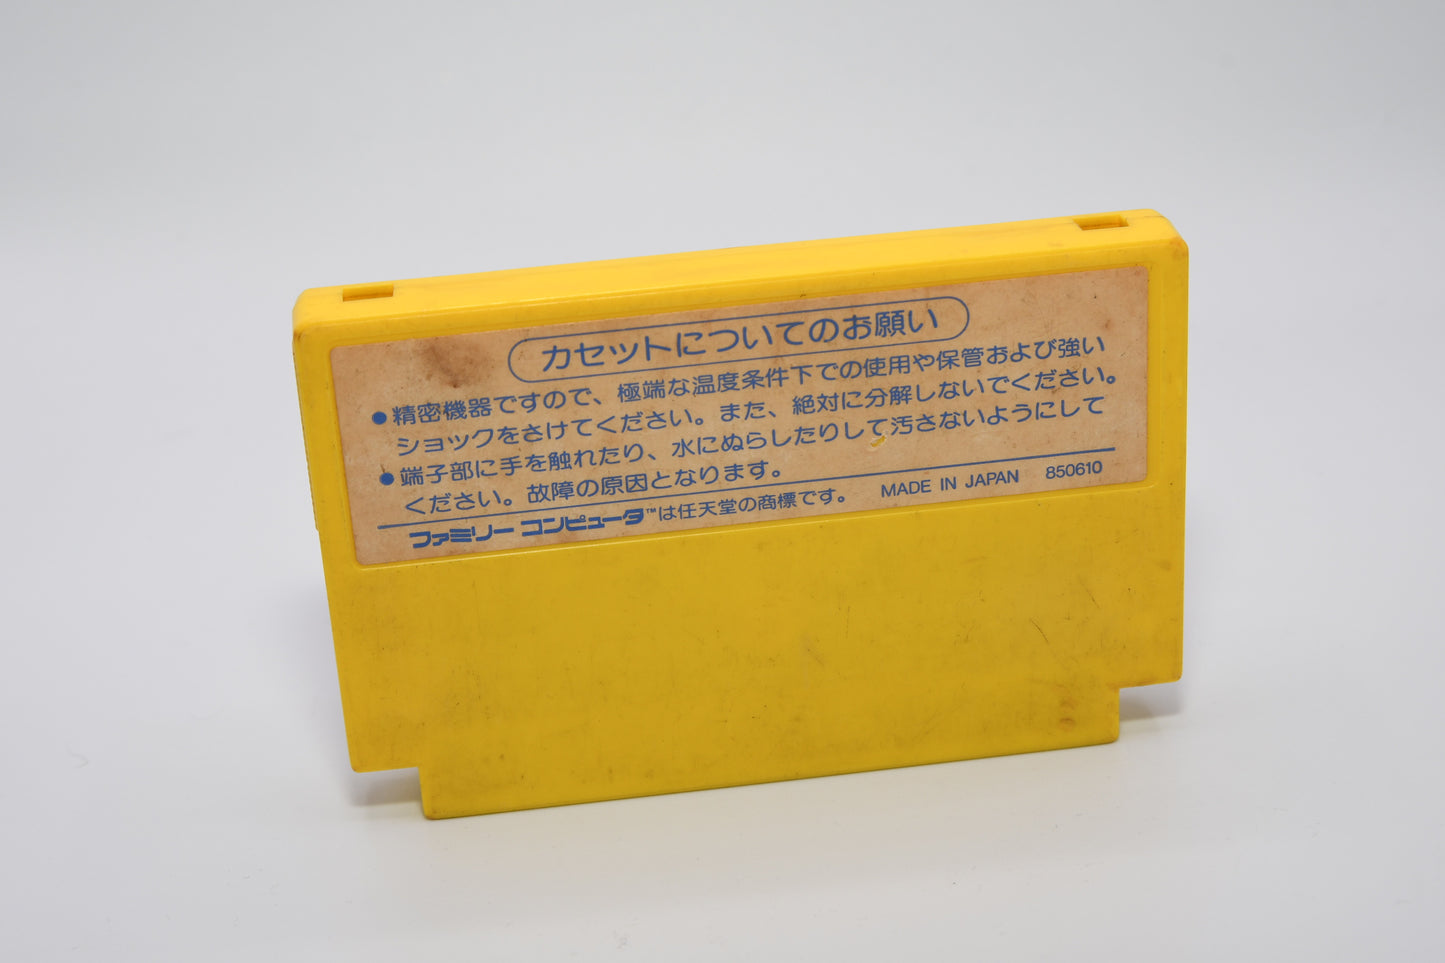 カセットについてのお願い
●精密機器ですので、極端な温度条件下での使用や保管および強い
ショックをさけてください。また、絶対に分解しないでください。
●端子部に手を触れたり、水にぬらしたりして汚さないようにして
ください。故障の原因となります。
ファミリー コンピュータ™は任天堂の商標です。 MADE IN JAPAN 850610